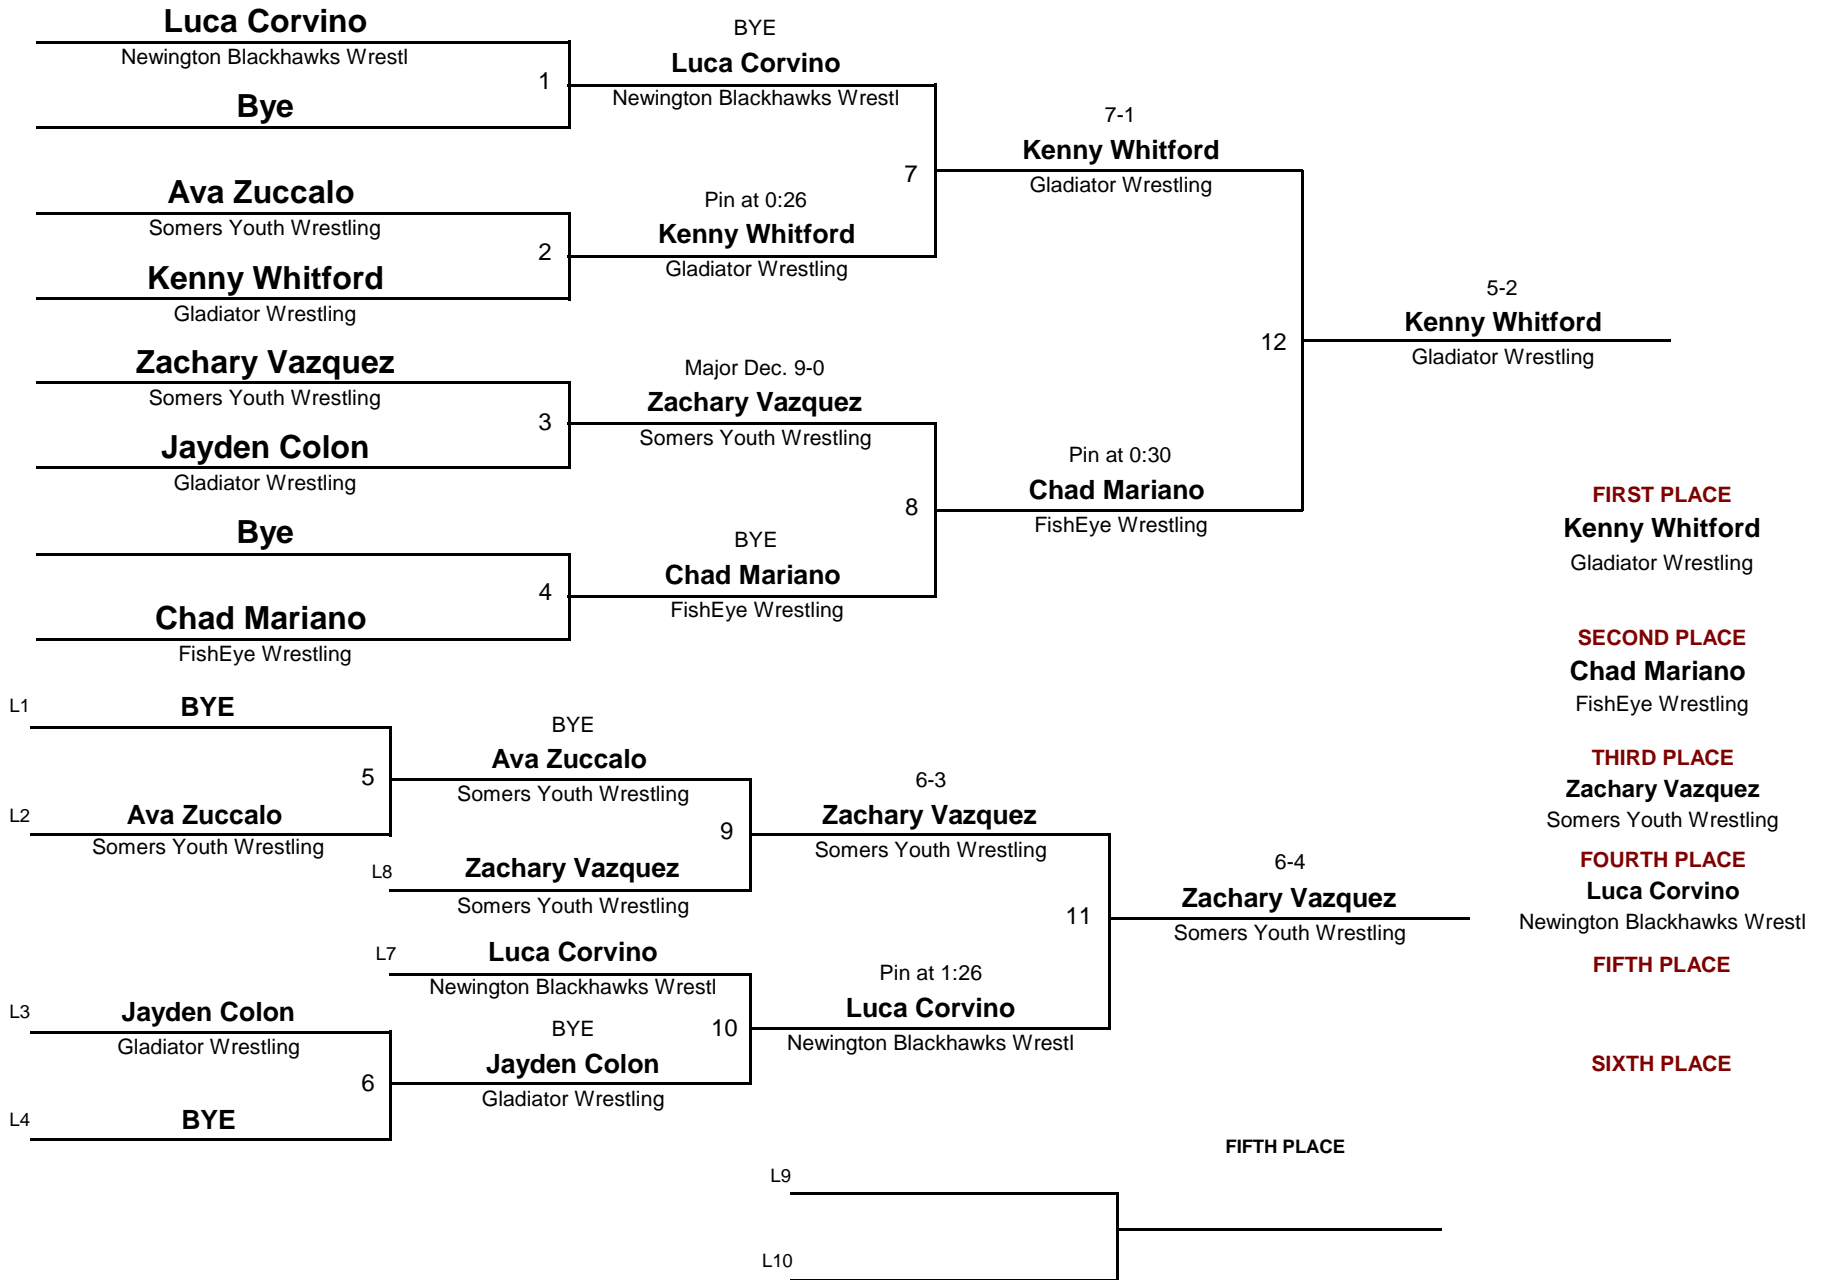 Luca Corvino
Newington Blackhawks Wrestl
1
Bye
BYE
Luca Corvino
Newington Blackhawks Wrestl
Ava Zuccalo
Somers Youth Wrestling
2
Kenny Whitford
Gladiator Wrestling
Pin at 0:26
Kenny Whitford
Gladiator Wrestling
7
7-1
Kenny Whitford
Gladiator Wrestling
Zachary Vazquez
Somers Youth Wrestling
3
Jayden Colon
Gladiator Wrestling
Major Dec. 9-0
Zachary Vazquez
Somers Youth Wrestling
Bye
4
Chad Mariano
FishEye Wrestling
BYE
Chad Mariano
FishEye Wrestling
8
Pin at 0:30
Chad Mariano
FishEye Wrestling
12
5-2
Kenny Whitford
Gladiator Wrestling
FIRST PLACE
Kenny Whitford
Gladiator Wrestling
SECOND PLACE
Chad Mariano
FishEye Wrestling
THIRD PLACE
Zachary Vazquez
Somers Youth Wrestling
FOURTH PLACE
Luca Corvino
Newington Blackhawks Wrestl
FIFTH PLACE
SIXTH PLACE
L1
BYE
5
L2
Ava Zuccalo
Somers Youth Wrestling
BYE
Ava Zuccalo
Somers Youth Wrestling
9
L8
Zachary Vazquez
Somers Youth Wrestling
6-3
Zachary Vazquez
Somers Youth Wrestling
L7
Luca Corvino
Newington Blackhawks Wrestl
L3
Jayden Colon
Gladiator Wrestling
6
L4
BYE
BYE
Jayden Colon
Gladiator Wrestling
10
Pin at 1:26
Luca Corvino
Newington Blackhawks Wrestl
11
6-4
Zachary Vazquez
Somers Youth Wrestling
FIFTH PLACE
L9
L10